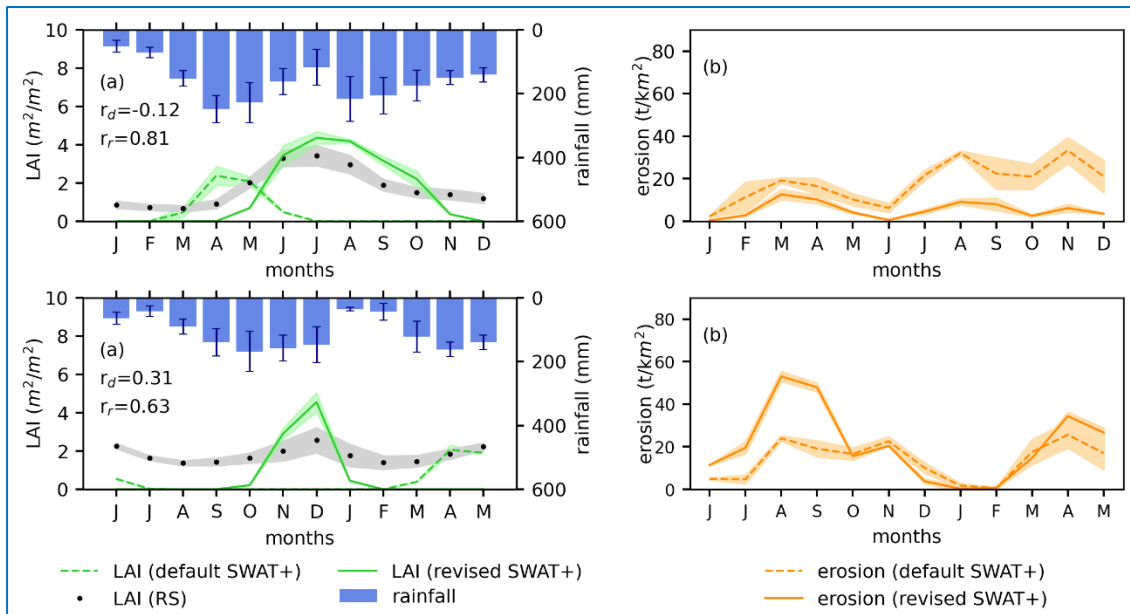 10
8
6
4
2
0
LAI (m²/m²)
(a)
r_d=-0.12
r_r=0.81
0
200
400
600
rainfall (mm)
J F M A M J J A S O N D
months
80
60
40
20
0
erosion (t/km²)
(b)
J F M A M J J A S O N D
months
10
8
6
4
2
0
LAI (m²/m²)
(a)
r_d=0.31
r_r=0.63
0
200
400
600
rainfall (mm)
J J A S O N D J F M A M
months
80
60
40
20
0
erosion (t/km²)
(b)
J J A S O N D J F M A M
months
LAI (default SWAT+)
LAI (revised SWAT+)
LAI (RS)
rainfall
erosion (default SWAT+)
erosion (revised SWAT+)